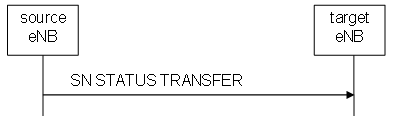 source
eNB
target
eNB
SN STATUS TRANSFER